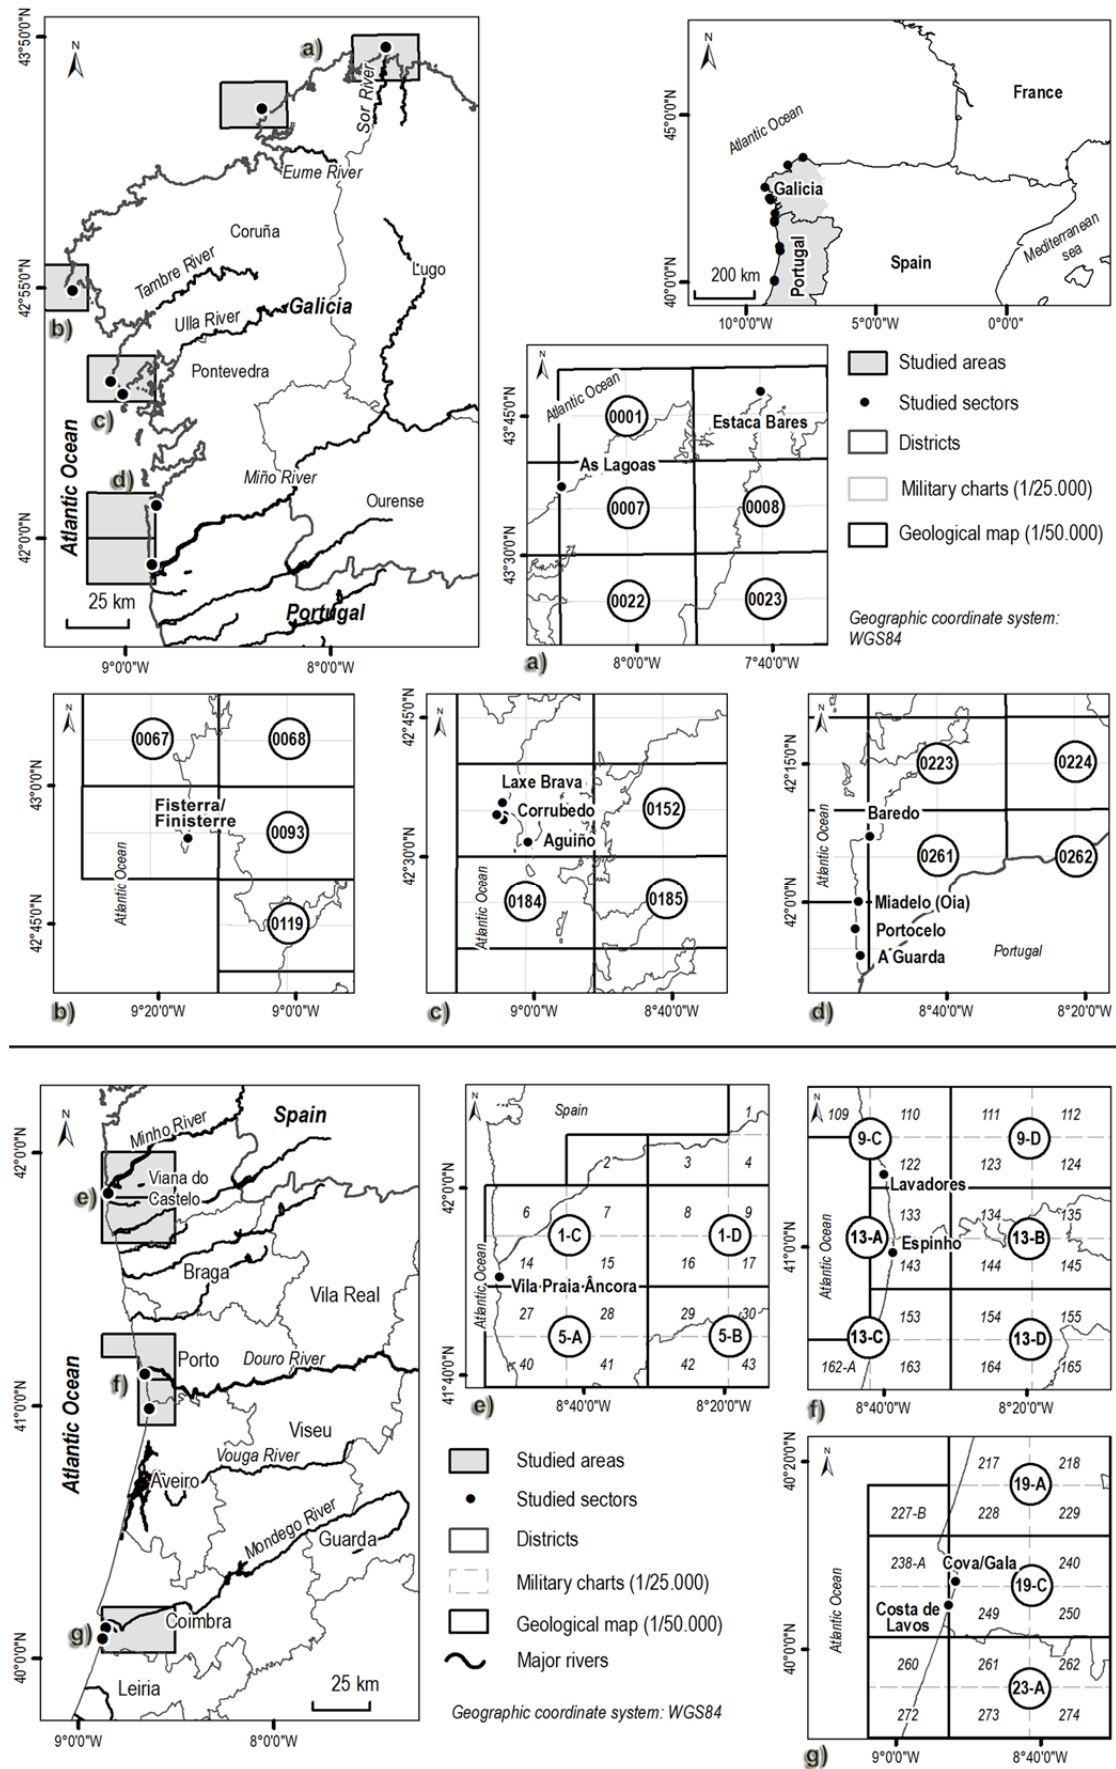 43°50'0"N
N
a)
Sor River
Eume River
Coruña
Lugo
Tambre River
42°55'0"N
b)
Ulla River
Galicia
Pontevedra
c)
Atlantic Ocean
d)
Miño River
Ourense
42°0'0"N
25 km
Portugal
9°0'0"W
8°0'0"W
N
France
45°0'0"N
Atlantic Ocean
Galicia
Mediterranean
sea
Spain
Portugal
200 km
40°0'0"N
10°0'0"W
5°0'0"W
0°0'0"
N
Atlantic Ocean
43°45'0"N
0001
Estaca Bares
As Lagoas
0007
0008
43°30'0"N
0022
0023
8°0'0"W
7°40'0"W
a)
Studied areas
Studied sectors
Districts
Military charts (1/25.000)
Geological map (1/50.000)
Geographic coordinate system:
WGS84
N
0067
0068
43°0'0"N
Fisterra/
Finisterre
0093
Atlantic Ocean
42°45'0"N
0119
9°20'0"W
9°0'0"W
b)
42°45'0"N
N
Laxe Brava
Corrubedo
0152
Aguiño
42°30'0"N
Atlantic Ocean
0184
0185
9°0'0"W
8°40'0"W
c)
N
42°15'0"N
0223
0224
Baredo
Atlantic Ocean
0261
0262
42°0'0"N
Miadelo (Oia)
Portocelo
A Guarda
Portugal
8°40'0"W
8°20'0"W
d)
N
Minho River
Spain
42°0'0"N
Viana do
Castelo
e)
Braga
Vila Real
Porto
Douro River
f)
41°0'0"N
Atlantic Ocean
Viseu
Vouga River
Aveiro
Mondego River
Guarda
Coimbra
g)
40°0'0"N
Leiria
25 km
9°0'0"W
8°0'0"W
N
Spain
1
2
3
4
42°0'0"N
6
7
8
9
1-C
1-D
14
15
16
17
Atlantic Ocean
Vila Praia Âncora
27
28
29
30
5-A
5-B
40
41
42
43
41°40'0"N
8°40'0"W
8°20'0"W
e)
N
109
110
111
112
9-C
9-D
122
123
124
Lavadores
133
134
135
41°0'0"N
13-A
13-B
Espinho
143
144
145
Atlantic Ocean
153
154
155
13-C
13-D
162-A
163
164
165
8°40'0"W
8°20'0"W
f)
Studied areas
Studied sectors
Districts
Military charts (1/25.000)
Geological map (1/50.000)
Major rivers
Geographic coordinate system: WGS84
40°20'0"N
N
217
218
19-A
227-B
228
229
238-A
Cova/Gala
240
19-C
Costa de
Lavos
249
250
Atlantic Ocean
40°0'0"N
260
261
262
23-A
272
273
274
9°0'0"W
8°40'0"W
g)